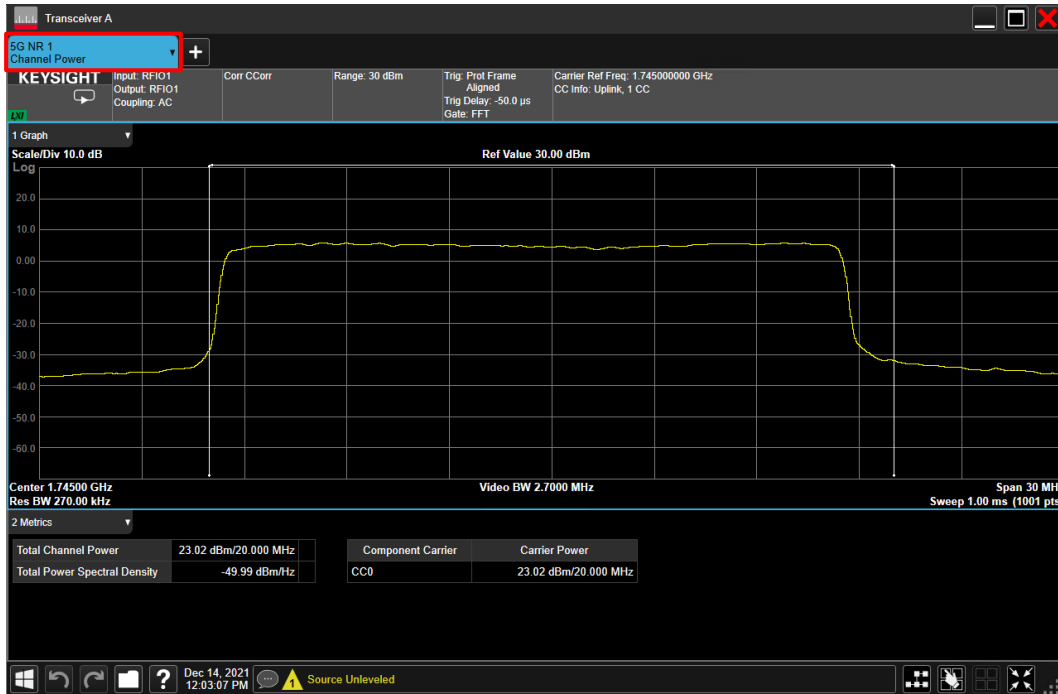 Transceiver A
5G NR 1
Channel Power
+
KEYSIGHT
LXI
Input: RFIO1
Output: RFIO1
Coupling: AC
Corr CCorr
Range: 30 dBm
Trig: Prot Frame
Aligned
Trig Delay: -50.0 µs
Gate: FFT
Carrier Ref Freq: 1.745000000 GHz
CC Info: Uplink, 1 CC
1 Graph
Scale/Div 10.0 dB
Ref Value 30.00 dBm
Log
20.0
10.0
0.00
-10.0
-20.0
-30.0
-40.0
-50.0
-60.0
Center 1.74500 GHz
Video BW 2.7000 MHz
Span 30 MH
Res BW 270.00 kHz
Sweep 1.00 ms (1001 pts
2 Metrics
Total Channel Power 23.02 dBm/20.000 MHz
Total Power Spectral Density -49.99 dBm/Hz
Component Carrier Carrier Power
CC0 23.02 dBm/20.000 MHz
?
Dec 14, 2021
12:03:07 PM
1
Source Unleveled